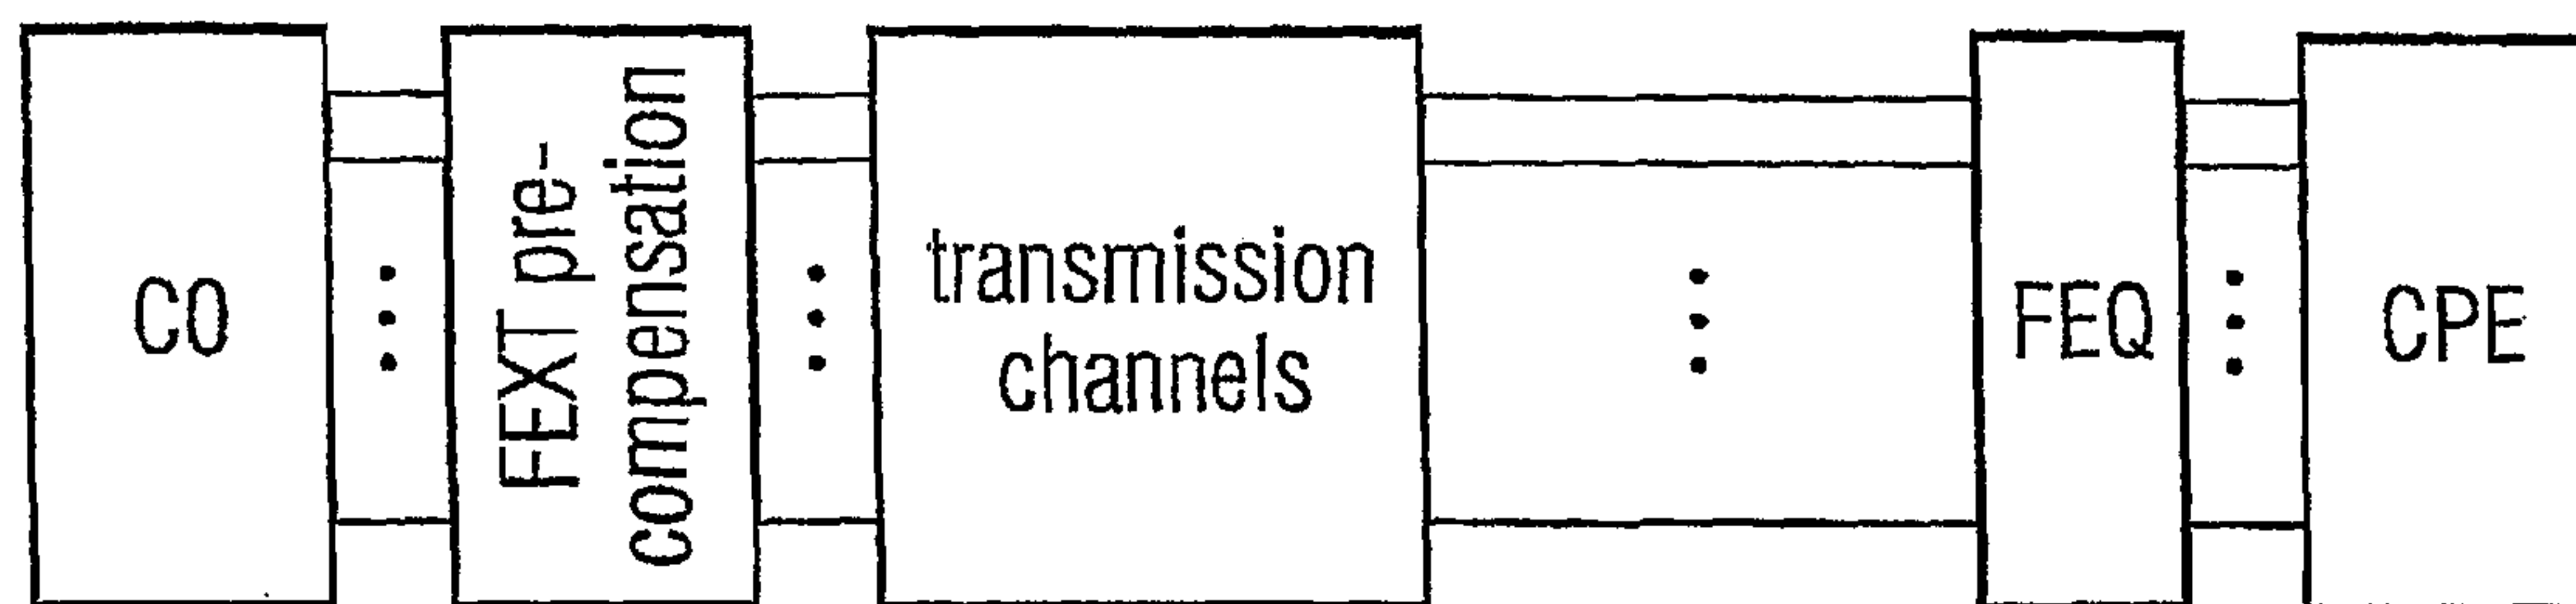 CO
FEXT pre-
compensation
transmission
channels
FEQ
CPE